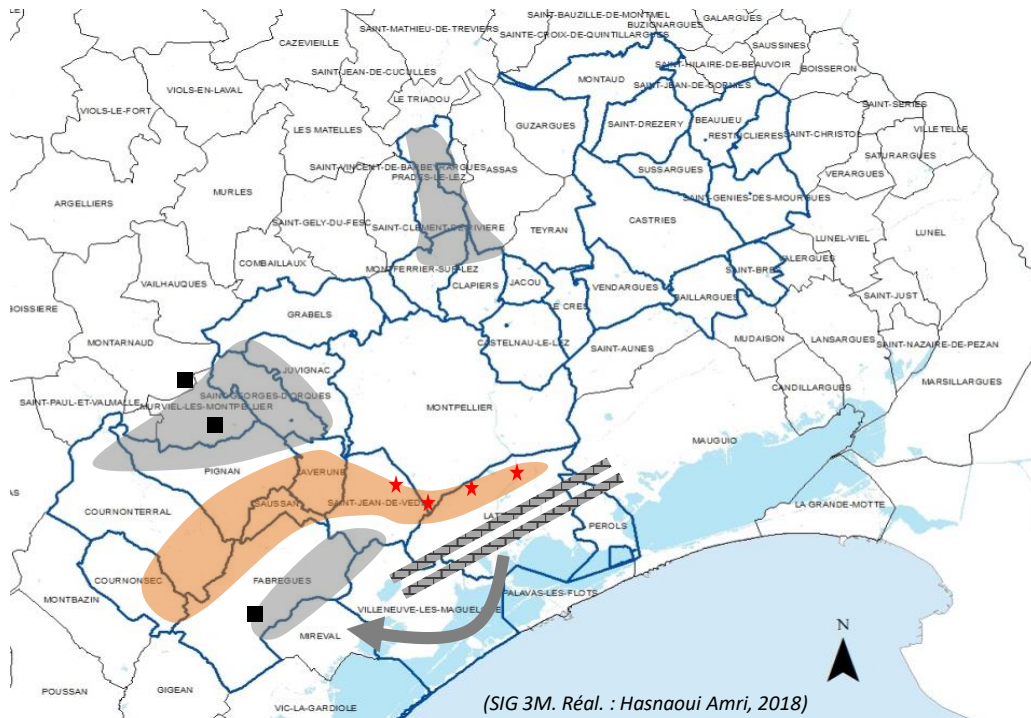 SAINT-BAUZILLE-DE-MONTMEL
GALARGUES
BUZIGNARGUES
SAINT-MATHIEU-DE-TREVIERS
SAINTE-CROIX-DE-QUINTILLARGUES
CAZEVIEILLE
SAUSSINES
SAINT-HILAIRE-DE-BEAUVOIR
BOISSERON
SAINT-JEAN-DE-CUCULLES
MONTAUD
SAINT-JEAN-DE-CORNIES
VIOLS-EN-LAVAL
LE TRIADOU
VIOLS-LE-FORT
SAINT-SERIES
GUZARGUES
SAINT-DREZERY
BEAULIEU
VILLETELLE
LES MATELLES
RESTINCLIERES
SAINT-CHRISTOL
SATURARGUES
SAINT-VINCENT-DE-BARBEYRARGUES
ASSAS
SUSSARGUES
VERARGUES
PRADES-LE-LEZ
MURLES
SAINT-GENIES-DES-MOURGUES
ARGELLIERS
SAINT-GELY-DU-FESC
CASTRIES
SAINT-CLEMENT-DE-RIVIERE
TEYRAN
LUNEL-VIEL
LUNEL
COMBAILLAUX
MONTFERRIER-SUR-LEZ
VALERGUES
SAINT-BRES
VAILHAUQUES
CLAPIERS
JACOU
VENDARGUES
BAILLARGUES
SAINT-JUST
BOISSIERE
GRABELS
LE CRES
MUDAISON
LANSARGUES
MONTARNAUD
CASTELNAU-LE-LEZ
SAINT-AUNES
SAINT-NAZAIRE-DE-PEZAN
JUVIGNAC
MARSILLARGUES
CANDILLARGUES
SAINT-PAUL-ET-VALMALLE
SAINT-GEORGES-D'ORQUES
MURVIEL-LES-MONTPELLIER
MONTPELLIER
MAUGUIO
PIGNAN
LAVERUNE
COURNONTERRAL
SAUSSAN
SAINT-JEAN-DE-VED
LAT
LA GRANDE-MOTTE
PEROLS
COURNONSEC
FABREGUES
MONTBAZIN
PALAVAS-LES-FLOTS
VILLENEUVE-LES-MAGUELONE
MIREVAL
N
POUSSAN
GIGEAN
VIC-LA-GARDIOLE
(SIG 3M. Réal. : Hasnaoui Amri, 2018)